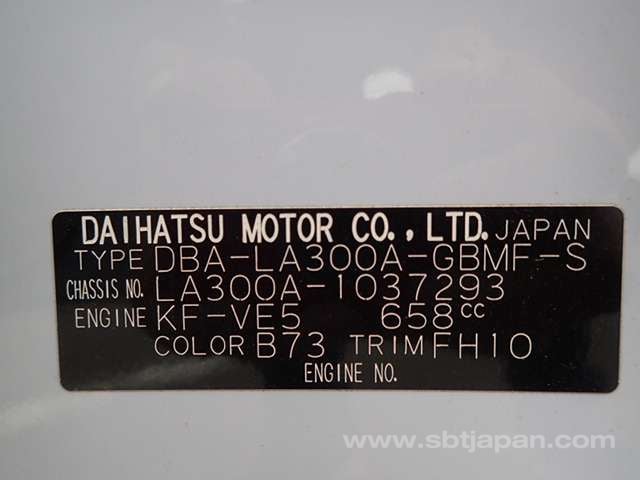 DAIHATSU MOTOR CO., LTD. JAPAN
TYPE DBA-LA300A-GBMF-S
CHASSIS NO. LA300A-1037293
ENGINE KF-VE5 658cc
COLOR B73 TRIM FH10
ENGINE NO.
www.sbtjapan.com